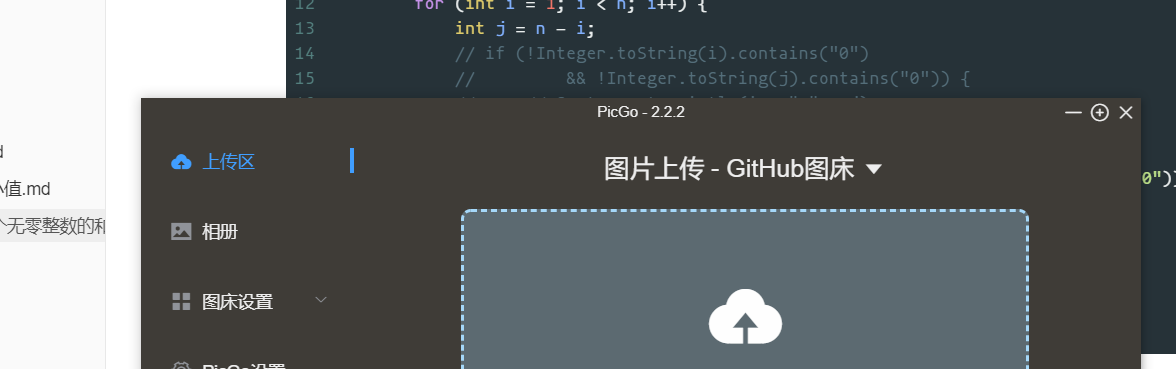 12 for (int i = 1; i < n; i++) {
13 int j = n - i;
14 // if (!Integer.toString(i).contains("0")
15 // && !Integer.toString(j).contains("0")) {
PicGo - 2.2.2
上传区
图片上传 - GitHub图床
值.md
0")
个无零整数的和
相册
图床设置
PicGo设置